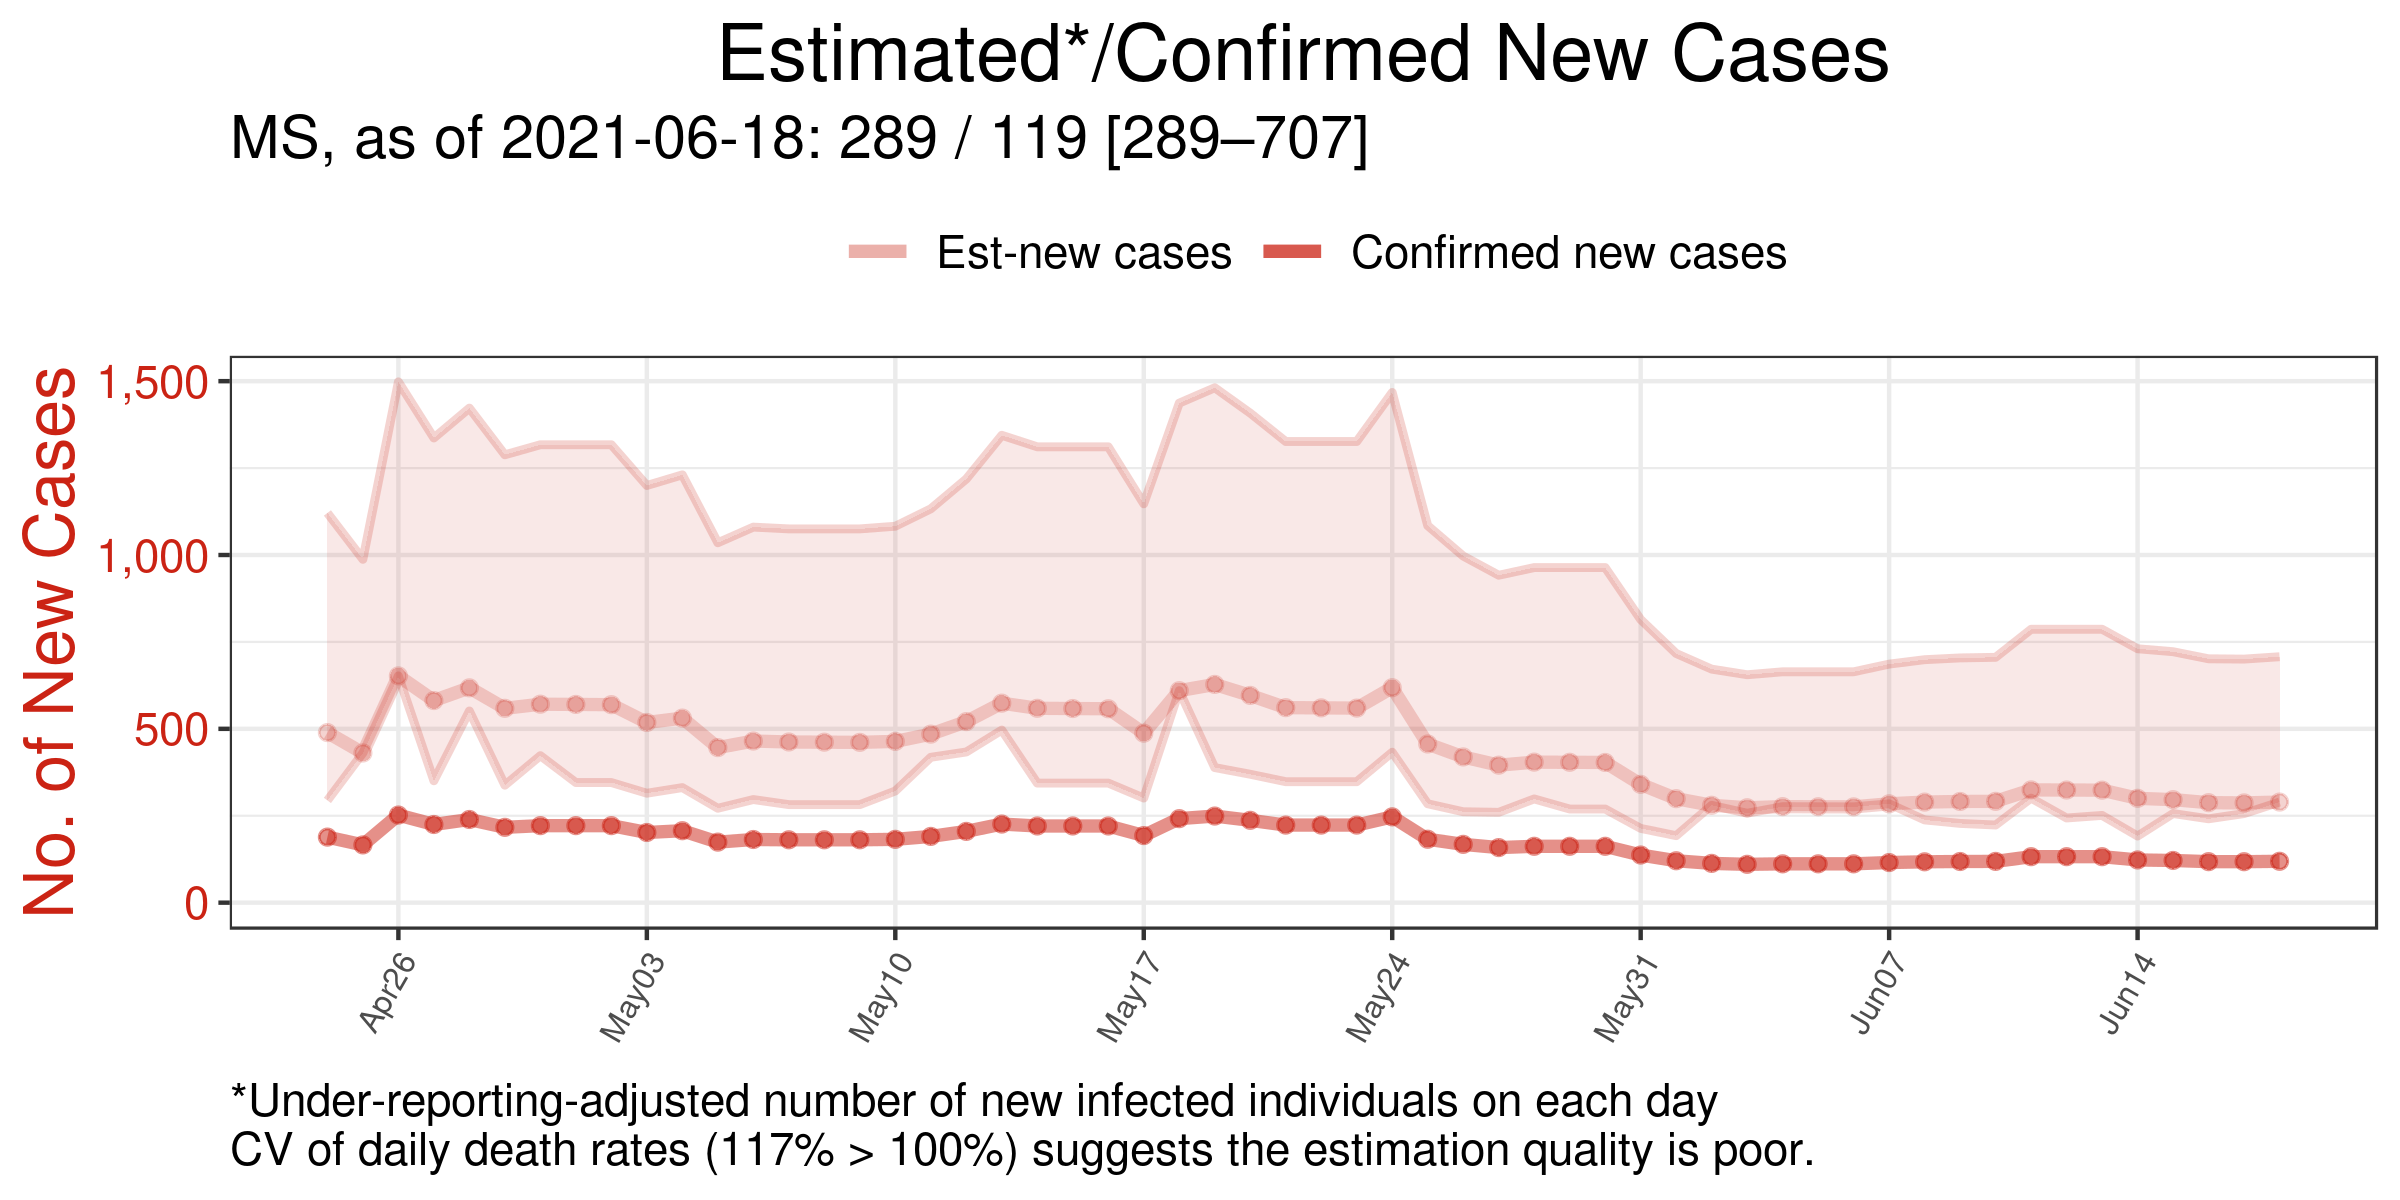 Estimated*/Confirmed New Cases
MS, as of 2021-06-18: 289 / 119 [289–707]
Est-new cases
Confirmed new cases
No. of New Cases
1,500
1,000
500
0
Apr26
May03
May10
May17
May24
May31
Jun07
Jun14
*Under-reporting-adjusted number of new infected individuals on each day
CV of daily death rates (117% > 100%) suggests the estimation quality is poor.